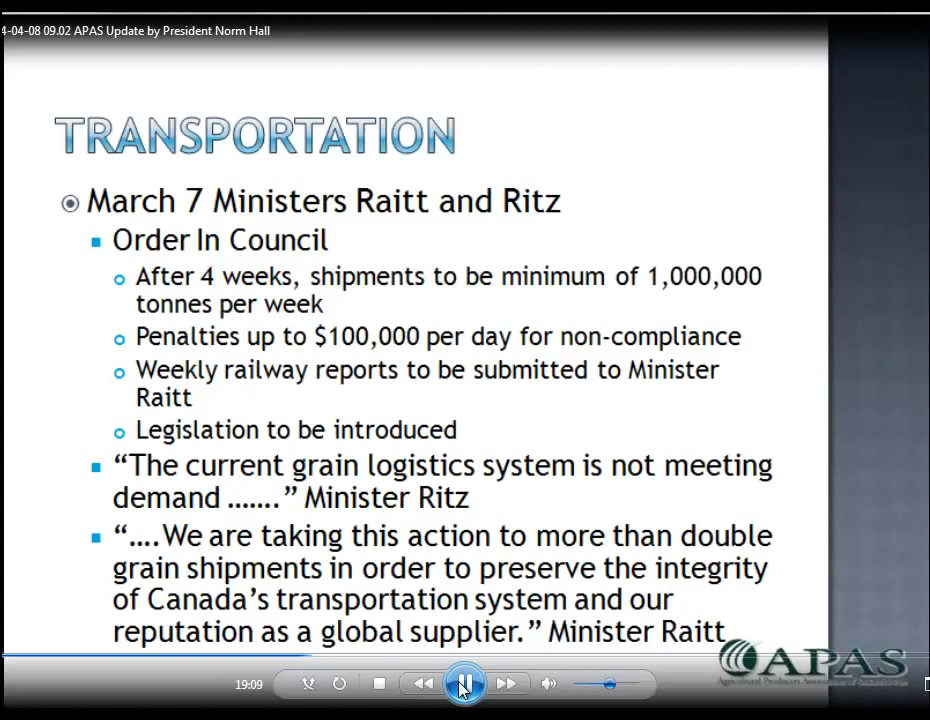 4-04-08 09.02 APAS Update by President Norm Hall
TRANSPORTATION
March 7 Ministers Raitt and Ritz
Order In Council
After 4 weeks, shipments to be minimum of 1,000,000
tonnes per week
Penalties up to $100,000 per day for non-compliance
Weekly railway reports to be submitted to Minister
Raitt
Legislation to be introduced
“The current grain logistics system is not meeting
demand …….” Minister Ritz
“….We are taking this action to more than double
grain shipments in order to preserve the integrity
of Canada’s transportation system and our
reputation as a global supplier.” Minister Raitt
APAS
Agricultural Producers Association of
19:09